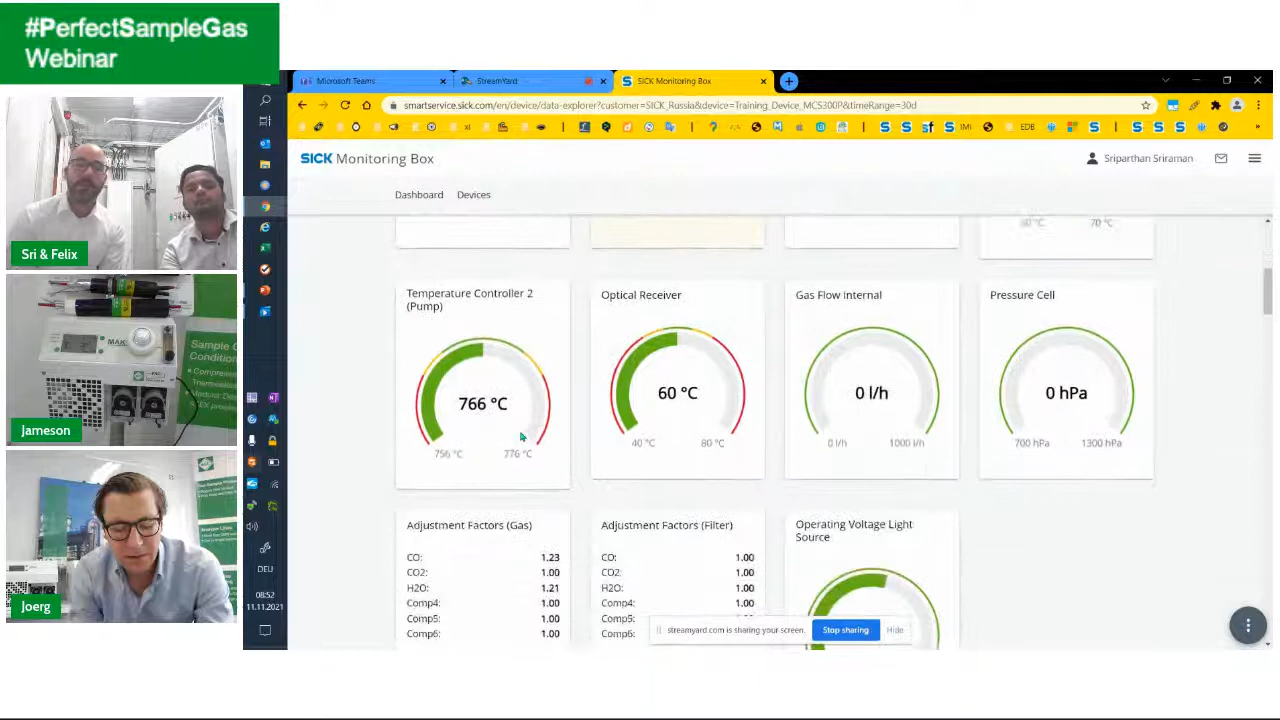 #PerfectSampleGas
Webinar
Sri & Felix
MAK
Sample G
Condition
Jameson
Joerg
Microsoft Teams
StreamYard
SICK Monitoring Box
smartservice.sick.com/en/device/data-explorer?customer=SICK_Russia&device=Training_Device_MCS300P&timeRange=30d
IMI
EDB
SICK Monitoring Box
Sriparthan Sriraman
Dashboard
Devices
60 °C
70 °C
Temperature Controller 2
(Pump)
766 °C
756 °C
776 °C
Optical Receiver
60 °C
40 °C
80 °C
Gas Flow Internal
0 l/h
0 l/h
1000 l/h
Pressure Cell
0 hPa
700 hPa
1300 hPa
Adjustment Factors (Gas)
CO: 1.23
CO2: 1.00
H2O: 1.21
Comp4: 1.00
Comp5: 1.00
Comp6: 1.00
Adjustment Factors (Filter)
CO: 1.00
CO2: 1.00
H2O: 1.00
Comp4: 1.00
Comp5:
Comp6:
Operating Voltage Light
Source
streamyard.com is sharing your screen.
Stop sharing
Hide
DEU
08:52
11.11.2021